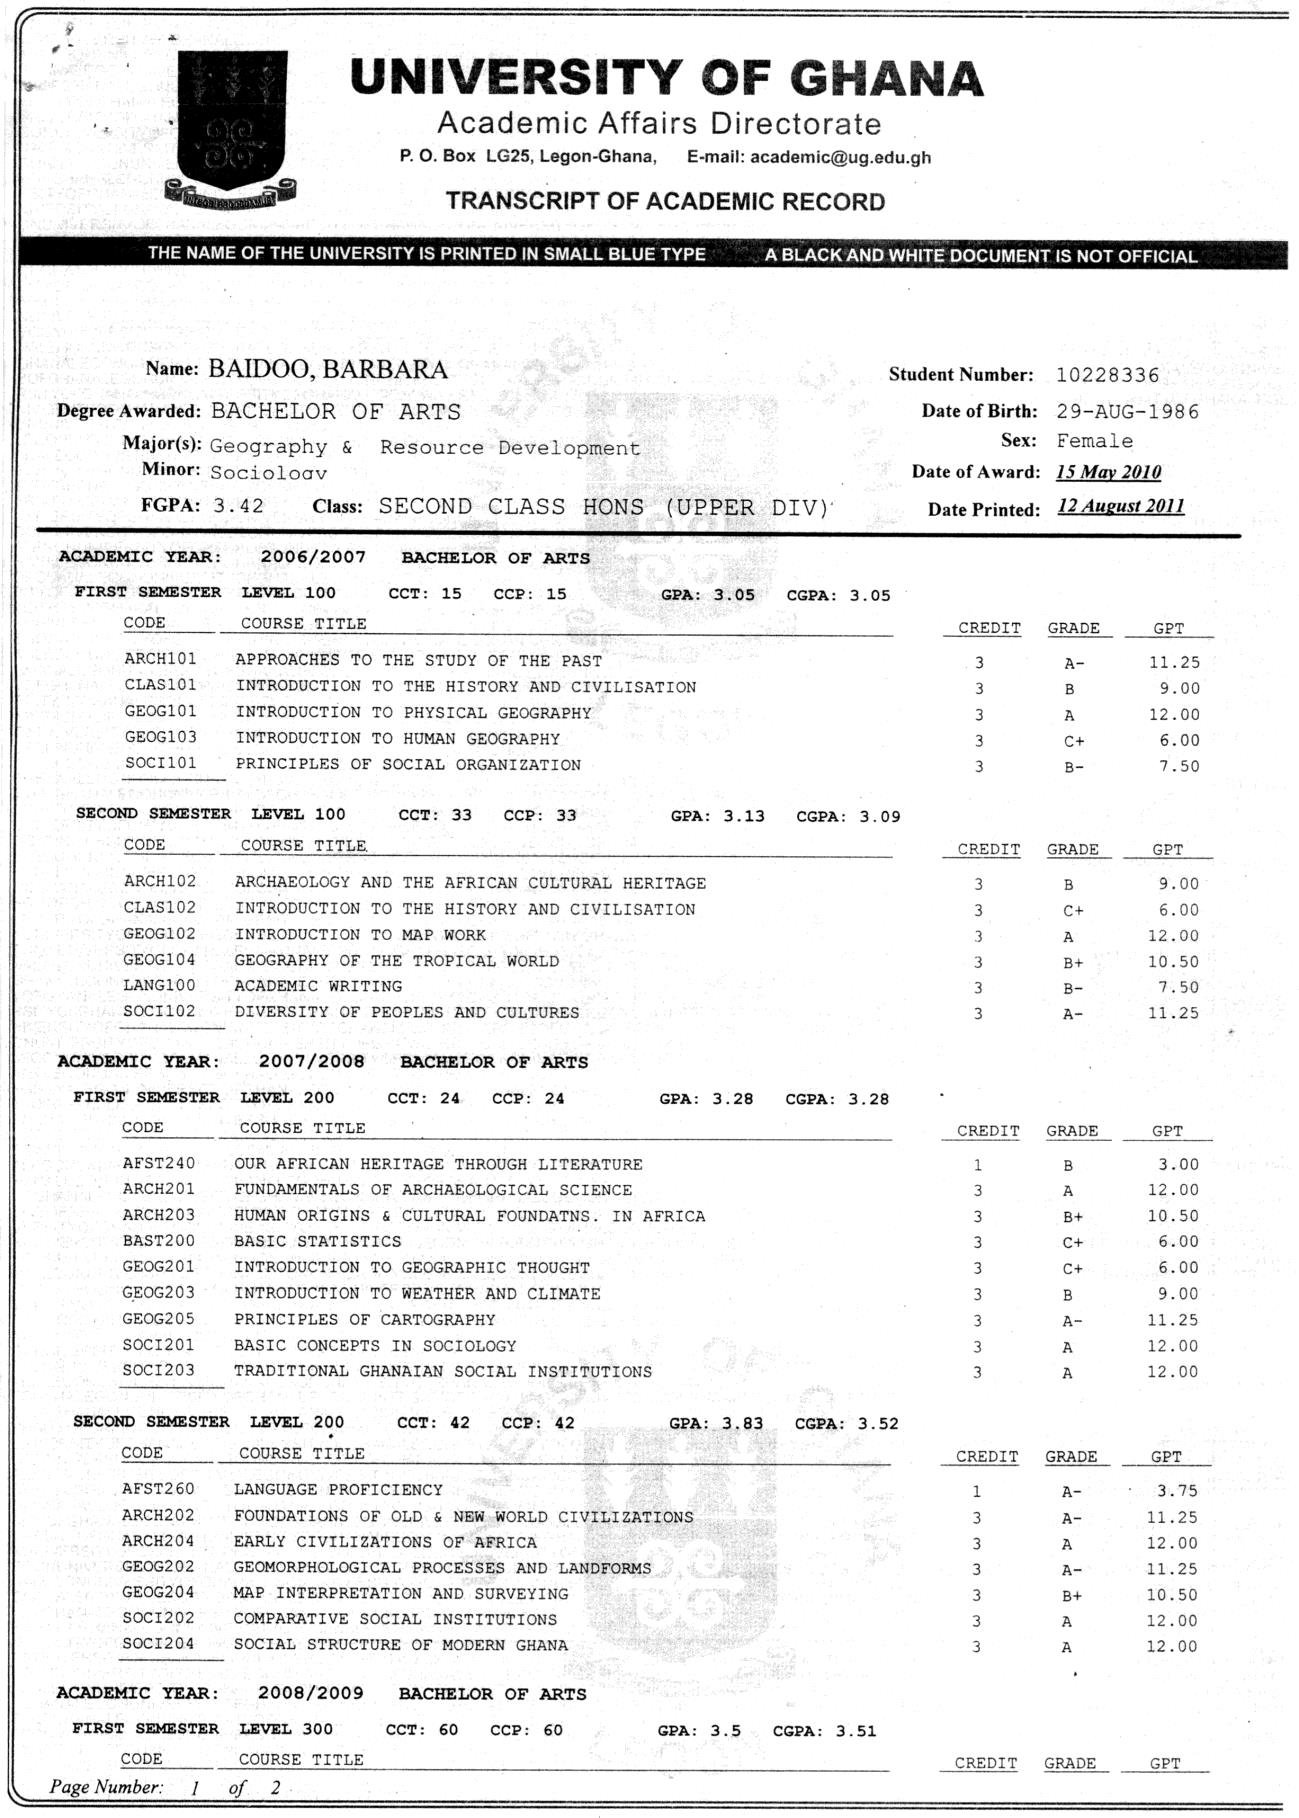 UNIVERSITY OF GHANA
Academic Affairs Directorate
P. O. Box LG25, Legon-Ghana, E-mail: academic@ug.edu.gh
TRANSCRIPT OF ACADEMIC RECORD
THE NAME OF THE UNIVERSITY IS PRINTED IN SMALL BLUE TYPE A BLACK AND WHITE DOCUMENT IS NOT OFFICIAL
Name: BAIDOO, BARBARA Student Number: 10228336
Degree Awarded: BACHELOR OF ARTS Date of Birth: 29-AUG-1986
Major(s): Geography & Resource Development Sex: Female
Minor: Sociology Date of Award: 15 May 2010
FGPA: 3.42 Class: SECOND CLASS HONS (UPPER DIV) Date Printed: 12 August 2011
ACADEMIC YEAR: 2006/2007 BACHELOR OF ARTS
FIRST SEMESTER LEVEL 100 CCT: 15 CCP: 15 GPA: 3.05 CGPA: 3.05
CODE COURSE TITLE CREDIT GRADE GPT
ARCH101 APPROACHES TO THE STUDY OF THE PAST 3 A- 11.25
CLAS101 INTRODUCTION TO THE HISTORY AND CIVILISATION 3 B 9.00
GEOG101 INTRODUCTION TO PHYSICAL GEOGRAPHY 3 A 12.00
GEOG103 INTRODUCTION TO HUMAN GEOGRAPHY 3 C+ 6.00
SOCI101 PRINCIPLES OF SOCIAL ORGANIZATION 3 B- 7.50
SECOND SEMESTER LEVEL 100 CCT: 33 CCP: 33 GPA: 3.13 CGPA: 3.09
CODE COURSE TITLE CREDIT GRADE GPT
ARCH102 ARCHAEOLOGY AND THE AFRICAN CULTURAL HERITAGE 3 B 9.00
CLAS102 INTRODUCTION TO THE HISTORY AND CIVILISATION 3 C+ 6.00
GEOG102 INTRODUCTION TO MAP WORK 3 A 12.00
GEOG104 GEOGRAPHY OF THE TROPICAL WORLD 3 B+ 10.50
LANG100 ACADEMIC WRITING 3 B- 7.50
SOCI102 DIVERSITY OF PEOPLES AND CULTURES 3 A- 11.25
ACADEMIC YEAR: 2007/2008 BACHELOR OF ARTS
FIRST SEMESTER LEVEL 200 CCT: 24 CCP: 24 GPA: 3.28 CGPA: 3.28
CODE COURSE TITLE CREDIT GRADE GPT
AFST240 OUR AFRICAN HERITAGE THROUGH LITERATURE 1 B 3.00
ARCH201 FUNDAMENTALS OF ARCHAEOLOGICAL SCIENCE 3 A 12.00
ARCH203 HUMAN ORIGINS & CULTURAL FOUNDATNS. IN AFRICA 3 B+ 10.50
BAST200 BASIC STATISTICS 3 C+ 6.00
GEOG201 INTRODUCTION TO GEOGRAPHIC THOUGHT 3 C+ 6.00
GEOG203 INTRODUCTION TO WEATHER AND CLIMATE 3 B 9.00
GEOG205 PRINCIPLES OF CARTOGRAPHY 3 A- 11.25
SOCI201 BASIC CONCEPTS IN SOCIOLOGY 3 A 12.00
SOCI203 TRADITIONAL GHANAIAN SOCIAL INSTITUTIONS 3 A 12.00
SECOND SEMESTER LEVEL 200 CCT: 42 CCP: 42 GPA: 3.83 CGPA: 3.52
CODE COURSE TITLE CREDIT GRADE GPT
AFST260 LANGUAGE PROFICIENCY 1 A- 3.75
ARCH202 FOUNDATIONS OF OLD & NEW WORLD CIVILIZATIONS 3 A- 11.25
ARCH204 EARLY CIVILIZATIONS OF AFRICA 3 A 12.00
GEOG202 GEOMORPHOLOGICAL PROCESSES AND LANDFORMS 3 A- 11.25
GEOG204 MAP INTERPRETATION AND SURVEYING 3 B+ 10.50
SOCI202 COMPARATIVE SOCIAL INSTITUTIONS 3 A 12.00
SOCI204 SOCIAL STRUCTURE OF MODERN GHANA 3 A 12.00
ACADEMIC YEAR: 2008/2009 BACHELOR OF ARTS
FIRST SEMESTER LEVEL 300 CCT: 60 CCP: 60 GPA: 3.5 CGPA: 3.51
CODE COURSE TITLE CREDIT GRADE GPT
Page Number: 1 of 2